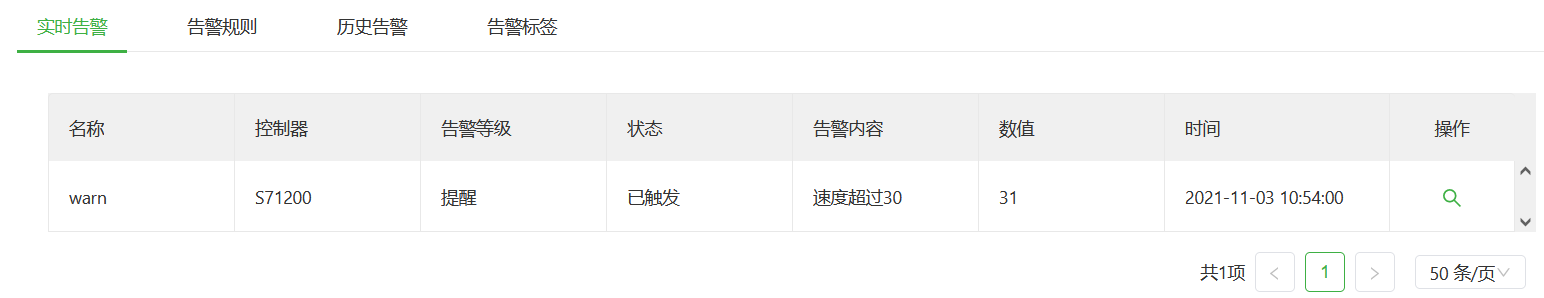 实时告警 告警规则 历史告警 告警标签
名称 控制器 告警等级 状态 告警内容 数值 时间 操作
warn S71200 提醒 已触发 速度超过30 31 2021-11-03 10:54:00
共1项 < 1 > 50 条/页